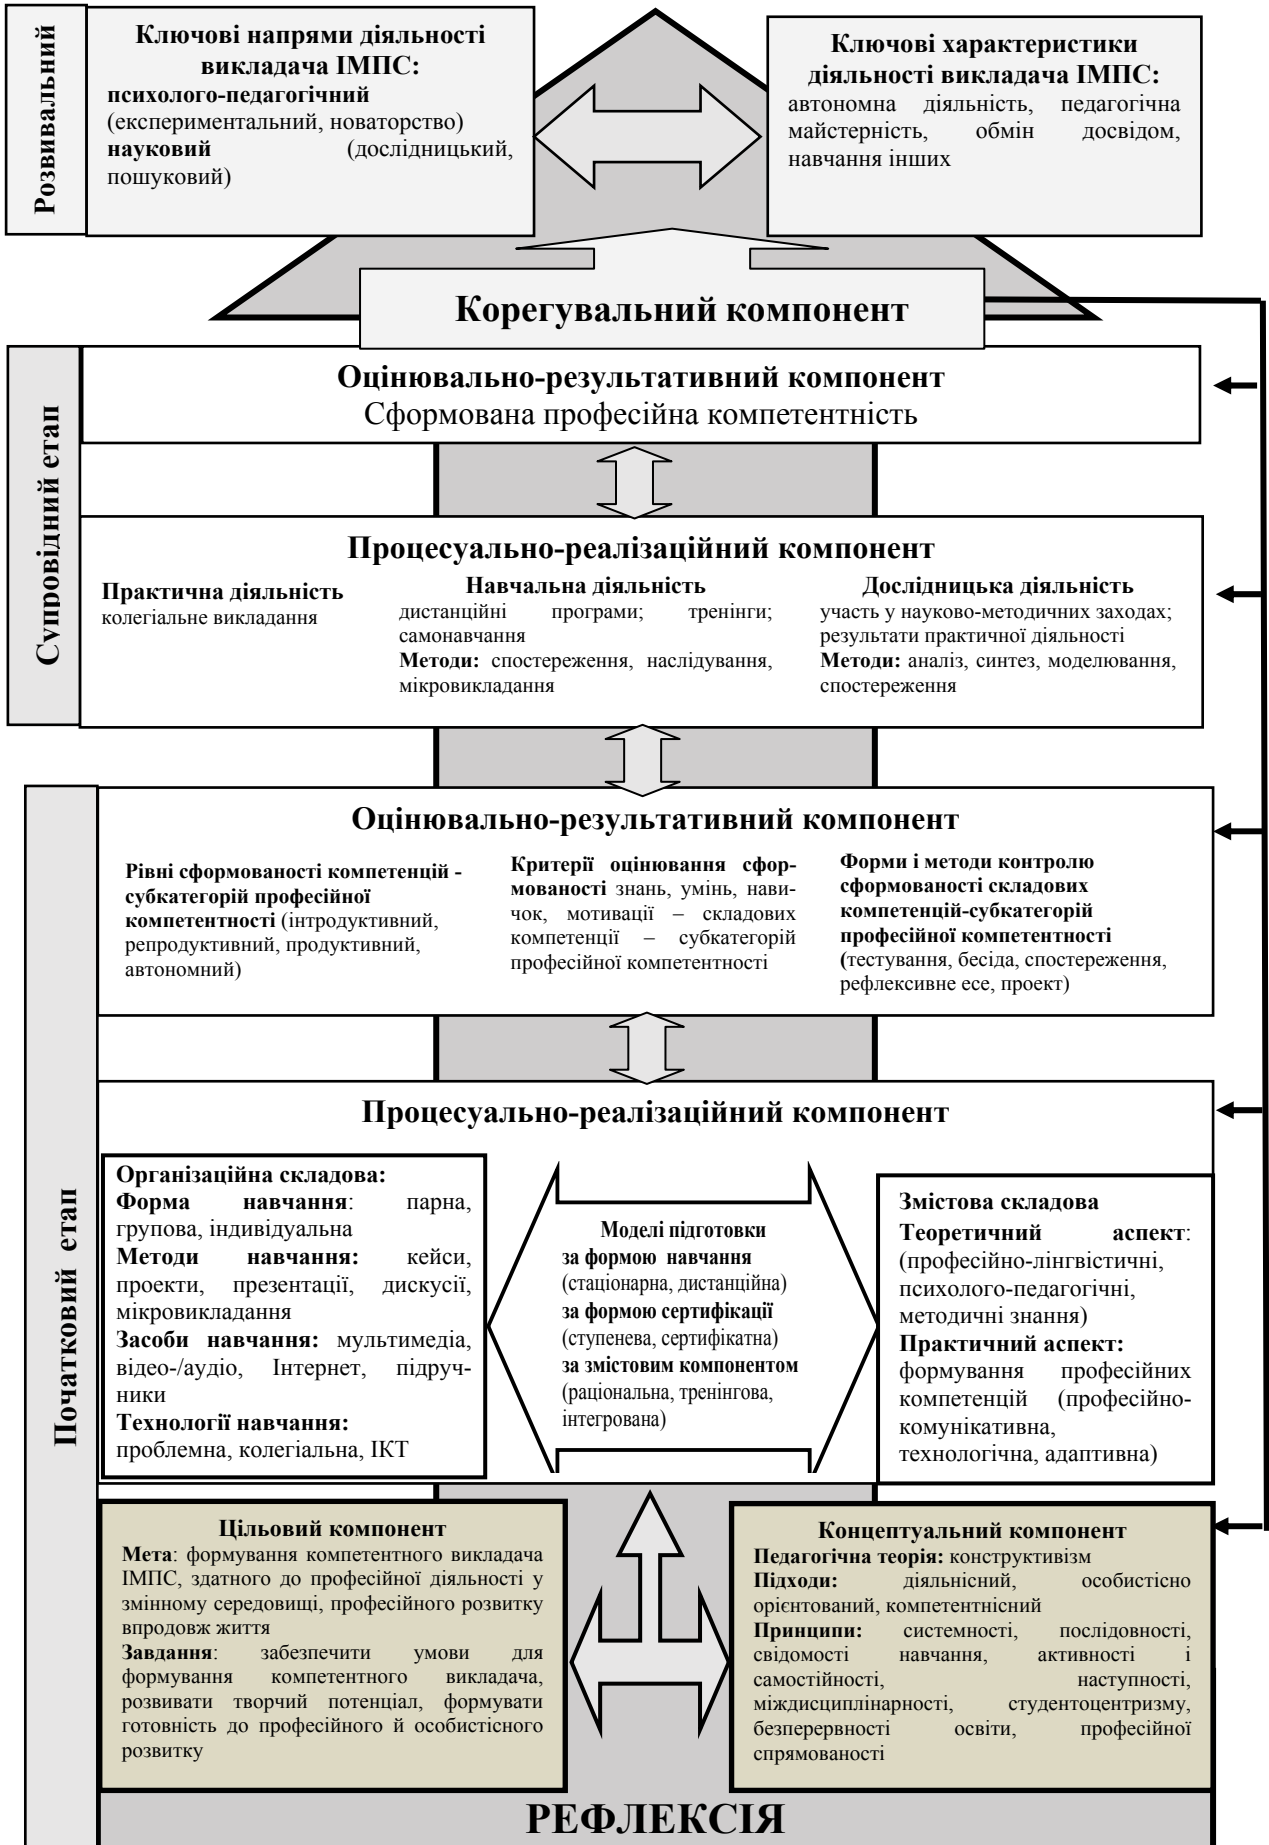 Розвивальний
Ключові напрями діяльності
викладача ІМПС:
психолого-педагогічний
(експериментальний, новаторство)
науковий (дослідницький,
пошуковий)
Ключові характеристики
діяльності викладача ІМПС:
автономна діяльність, педагогічна
майстерність, обмін досвідом,
навчання інших
Корегувальний компонент
Супровідний етап
Оцінювально-результативний компонент
Сформована професійна компетентність
Процесуально-реалізаційний компонент
Практична діяльність
колегіальне викладання
Навчальна діяльність
дистанційні програми; тренінги;
самонавчання
Методи: спостереження, наслідування,
мікровикладання
Дослідницька діяльність
участь у науково-методичних заходах;
результати практичної діяльності
Методи: аналіз, синтез, моделювання,
спостереження
Початковий етап
Оцінювально-результативний компонент
Рівні сформованості компетенцій -
субкатегорій професійної
компетентності (інтродуктивний,
репродуктивний, продуктивний,
автономний)
Критерії оцінювання сфор-
мованості знань, умінь, нави-
чок, мотивації – складових
компетенції – субкатегорій
професійної компетентності
Форми і методи контролю
сформованості складових
компетенцій-субкатегорій
професійної компетентності
(тестування, бесіда, спостереження,
рефлексивне есе, проект)
Процесуально-реалізаційний компонент
Організаційна складова:
Форма навчання: парна,
групова, індивідуальна
Методи навчання: кейси,
проекти, презентації, дискусії,
мікровикладання
Засоби навчання: мультимедіа,
відео-/аудіо, Інтернет, підруч-
ники
Технології навчання:
проблемна, колегіальна, ІКТ
Моделі підготовки
за формою навчання
(стаціонарна, дистанційна)
за формою сертифікації
(ступенева, сертифікатна)
за змістовим компонентом
(раціональна, тренінгова,
інтегрована)
Змістова складова
Теоретичний аспект:
(професійно-лінгвістичні,
психолого-педагогічні,
методичні знання)
Практичний аспект:
формування професійних
компетенцій (професійно-
комунікативна,
технологічна, адаптивна)
Цільовий компонент
Мета: формування компетентного викладача
ІМПС, здатного до професійної діяльності у
змінному середовищі, професійного розвитку
впродовж життя
Завдання: забезпечити умови для
формування компетентного викладача,
розвивати творчий потенціал, формувати
готовність до професійного й особистісного
розвитку
Концептуальний компонент
Педагогічна теорія: конструктивізм
Підходи: діяльнісний, особистісно
орієнтований, компетентнісний
Принципи: системності, послідовності,
свідомості навчання, активності і
самостійності, наступності,
міждисциплінарності, студентоцентризму,
безперервності освіти, професійної
спрямованості
РЕФЛЕКСІЯ